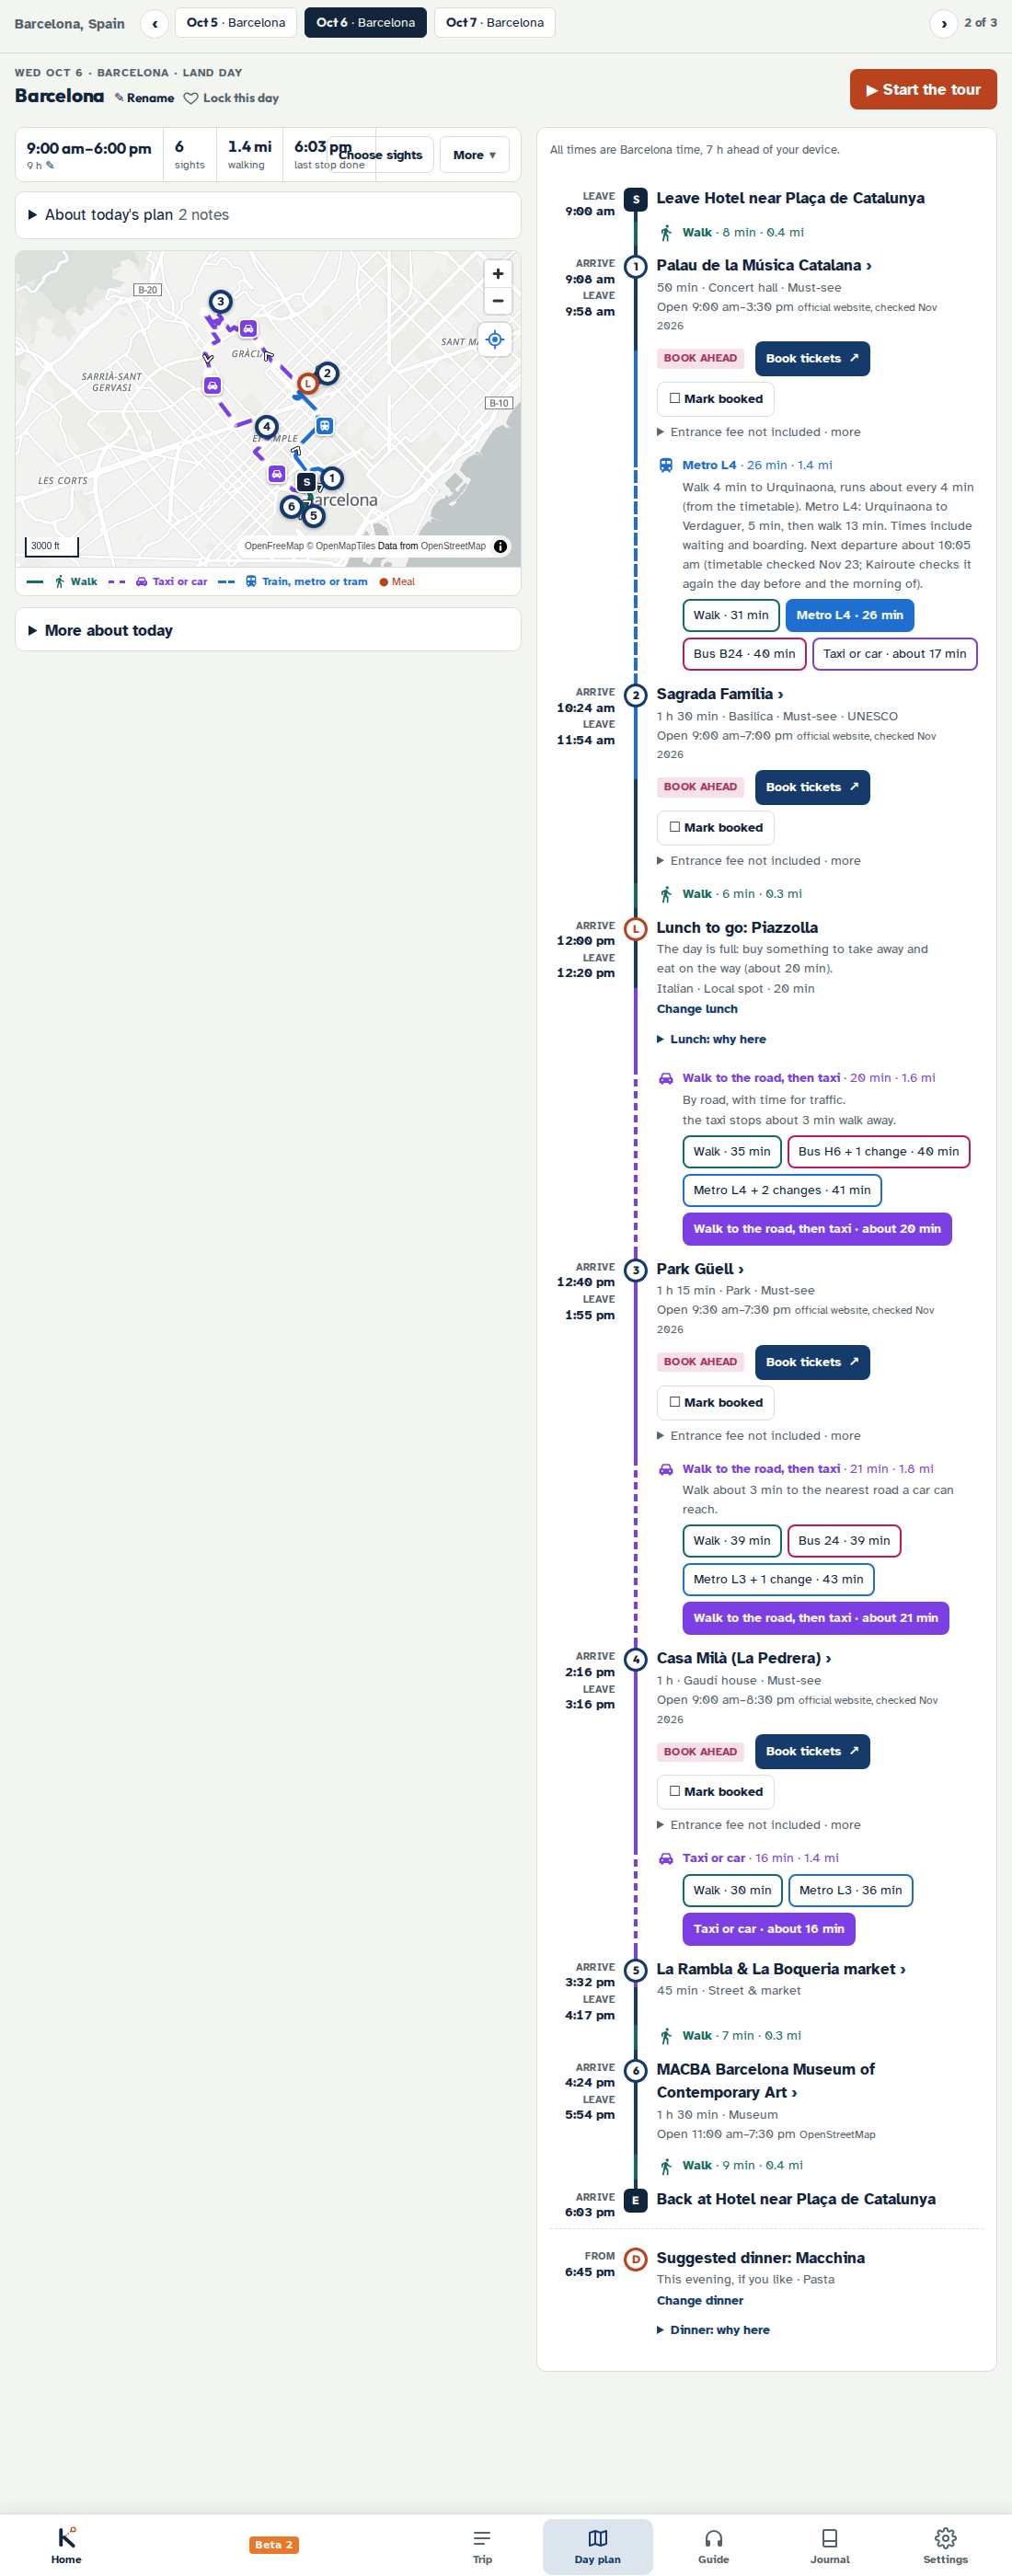 Barcelona, Spain
‹
Oct 5 · Barcelona
Oct 6 · Barcelona
Oct 7 · Barcelona
›
2 of 3
WED OCT 6 · BARCELONA · LAND DAY
Barcelona
✎ Rename
Lock this day
▶ Start the tour
9:00 am–6:00 pm
9 h ✎
6
sights
1.4 mi
walking
6:03 pm
last stop done
Choose sights
More ▾
▶ About today's plan 2 notes
B-20
3
GRÀCIA
SARRIÀ-SANT
GERVASI
L
2
B-10
4
LES CORTS
S
1
6
5
3000 ft
OpenFreeMap © OpenMapTiles Data from OpenStreetMap
Walk
Taxi or car
Train, metro or tram
Meal
▶ More about today
All times are Barcelona time, 7 h ahead of your device.
LEAVE
9:00 am
S
Leave Hotel near Plaça de Catalunya
Walk · 8 min · 0.4 mi
ARRIVE
9:08 am
LEAVE
9:58 am
1
Palau de la Música Catalana ›
50 min · Concert hall · Must-see
Open 9:00 am–3:30 pm official website, checked Nov
2026
BOOK AHEAD
Book tickets ↗
☐ Mark booked
▶ Entrance fee not included · more
Metro L4 · 26 min · 1.4 mi
Walk 4 min to Urquinaona, runs about every 4 min
(from the timetable). Metro L4: Urquinaona to
Verdaguer, 5 min, then walk 13 min. Times include
waiting and boarding. Next departure about 10:05
am (timetable checked Nov 23; Kairoute checks it
again the day before and the morning of).
Walk · 31 min
Metro L4 · 26 min
Bus B24 · 40 min
Taxi or car · about 17 min
ARRIVE
10:24 am
LEAVE
11:54 am
2
Sagrada Família ›
1 h 30 min · Basilica · Must-see · UNESCO
Open 9:00 am–7:00 pm official website, checked Nov
2026
BOOK AHEAD
Book tickets ↗
☐ Mark booked
▶ Entrance fee not included · more
Walk · 6 min · 0.3 mi
ARRIVE
12:00 pm
LEAVE
12:20 pm
L
Lunch to go: Piazzolla
The day is full: buy something to take away and
eat on the way (about 20 min).
Italian · Local spot · 20 min
Change lunch
▶ Lunch: why here
Walk to the road, then taxi · 20 min · 1.6 mi
By road, with time for traffic.
the taxi stops about 3 min walk away.
Walk · 35 min
Bus H6 + 1 change · 40 min
Metro L4 + 2 changes · 41 min
Walk to the road, then taxi · about 20 min
ARRIVE
12:40 pm
LEAVE
1:55 pm
3
Park Güell ›
1 h 15 min · Park · Must-see
Open 9:30 am–7:30 pm official website, checked Nov
2026
BOOK AHEAD
Book tickets ↗
☐ Mark booked
▶ Entrance fee not included · more
Walk to the road, then taxi · 21 min · 1.8 mi
Walk about 3 min to the nearest road a car can
reach.
Walk · 39 min
Bus 24 · 39 min
Metro L3 + 1 change · 43 min
Walk to the road, then taxi · about 21 min
ARRIVE
2:16 pm
LEAVE
3:16 pm
4
Casa Milà (La Pedrera) ›
1 h · Gaudí house · Must-see
Open 9:00 am–8:30 pm official website, checked Nov
2026
BOOK AHEAD
Book tickets ↗
☐ Mark booked
▶ Entrance fee not included · more
Taxi or car · 16 min · 1.4 mi
Walk · 30 min
Metro L3 · 36 min
Taxi or car · about 16 min
ARRIVE
3:32 pm
LEAVE
4:17 pm
5
La Rambla & La Boqueria market ›
45 min · Street & market
Walk · 7 min · 0.3 mi
ARRIVE
4:24 pm
LEAVE
5:54 pm
6
MACBA Barcelona Museum of
Contemporary Art ›
1 h 30 min · Museum
Open 11:00 am–7:30 pm OpenStreetMap
Walk · 9 min · 0.4 mi
ARRIVE
6:03 pm
E
Back at Hotel near Plaça de Catalunya
FROM
6:45 pm
D
Suggested dinner: Macchina
This evening, if you like · Pasta
Change dinner
▶ Dinner: why here
Home
Beta 2
Trip
Day plan
Guide
Journal
Settings